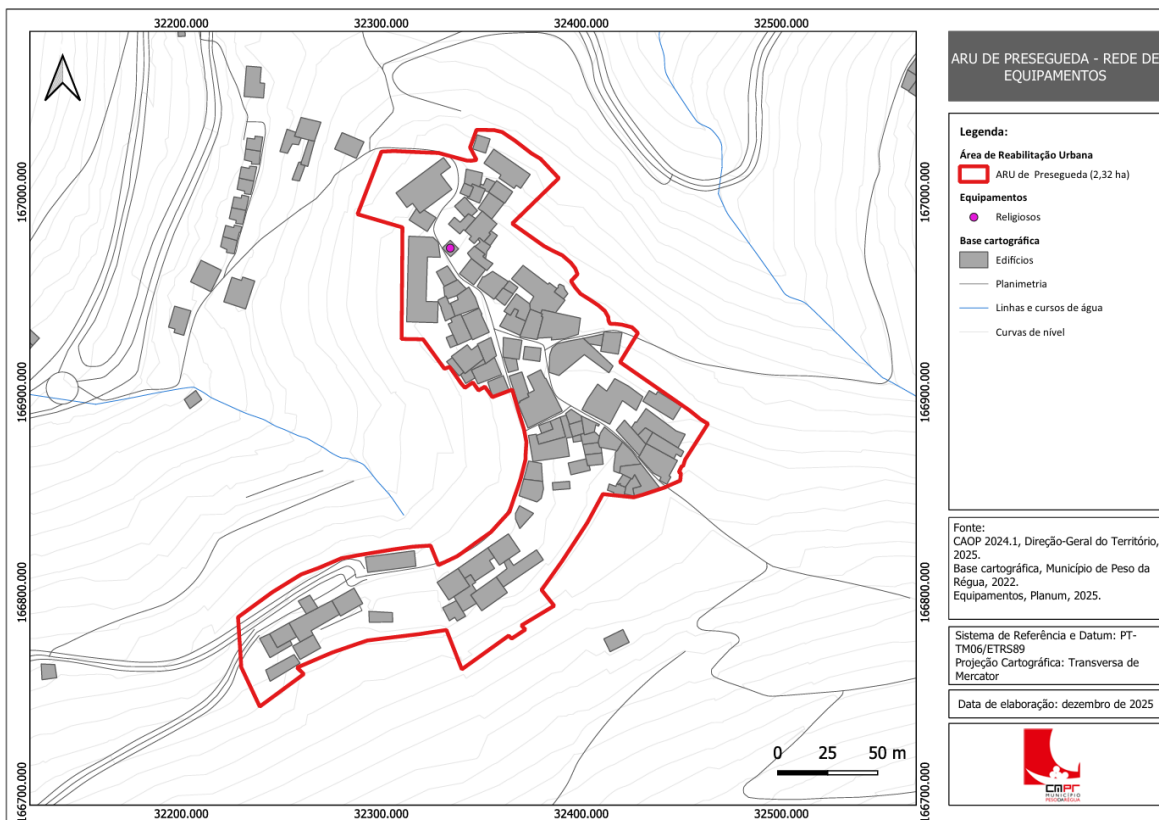 32200.000 32300.000 32400.000 32500.000
ARU DE PRESEGUEDA - REDE DE
EQUIPAMENTOS
Legenda:
Área de Reabilitação Urbana
ARU de Presegueda (2,32 ha)
Equipamentos
Religiosos
Base cartográfica
Edifícios
Planimetria
Linhas e cursos de água
Curvas de nível
167000.000 167000.000
166900.000 166900.000
166800.000 166800.000
166700.000 166700.000
Fonte:
CAOP 2024.1, Direção-Geral do Território,
2025.
Base cartográfica, Município de Peso da
Régua, 2022.
Equipamentos, Planum, 2025.
Sistema de Referência e Datum: PT-
TM06/ETRS89
Projeção Cartográfica: Transversa de
Mercator
Data de elaboração: dezembro de 2025
0 25 50 m
CMPR
MUNICÍPIO
PESO DA RÉGUA
32200.000 32300.000 32400.000 32500.000